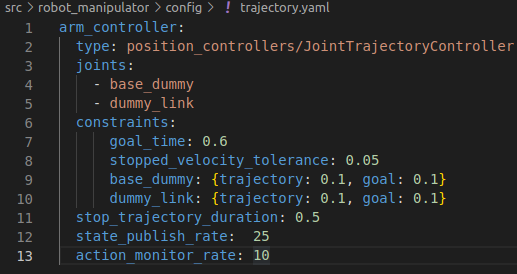 src > robot_manipulator > config > ! trajectory.yaml
1 arm_controller:
2   type: position_controllers/JointTrajectoryController
3   joints:
4     - base_dummy
5     - dummy_link
6   constraints:
7       goal_time: 0.6
8       stopped_velocity_tolerance: 0.05
9       base_dummy: {trajectory: 0.1, goal: 0.1}
10       dummy_link: {trajectory: 0.1, goal: 0.1}
11   stop_trajectory_duration: 0.5
12   state_publish_rate:  25
13   action_monitor_rate: 10